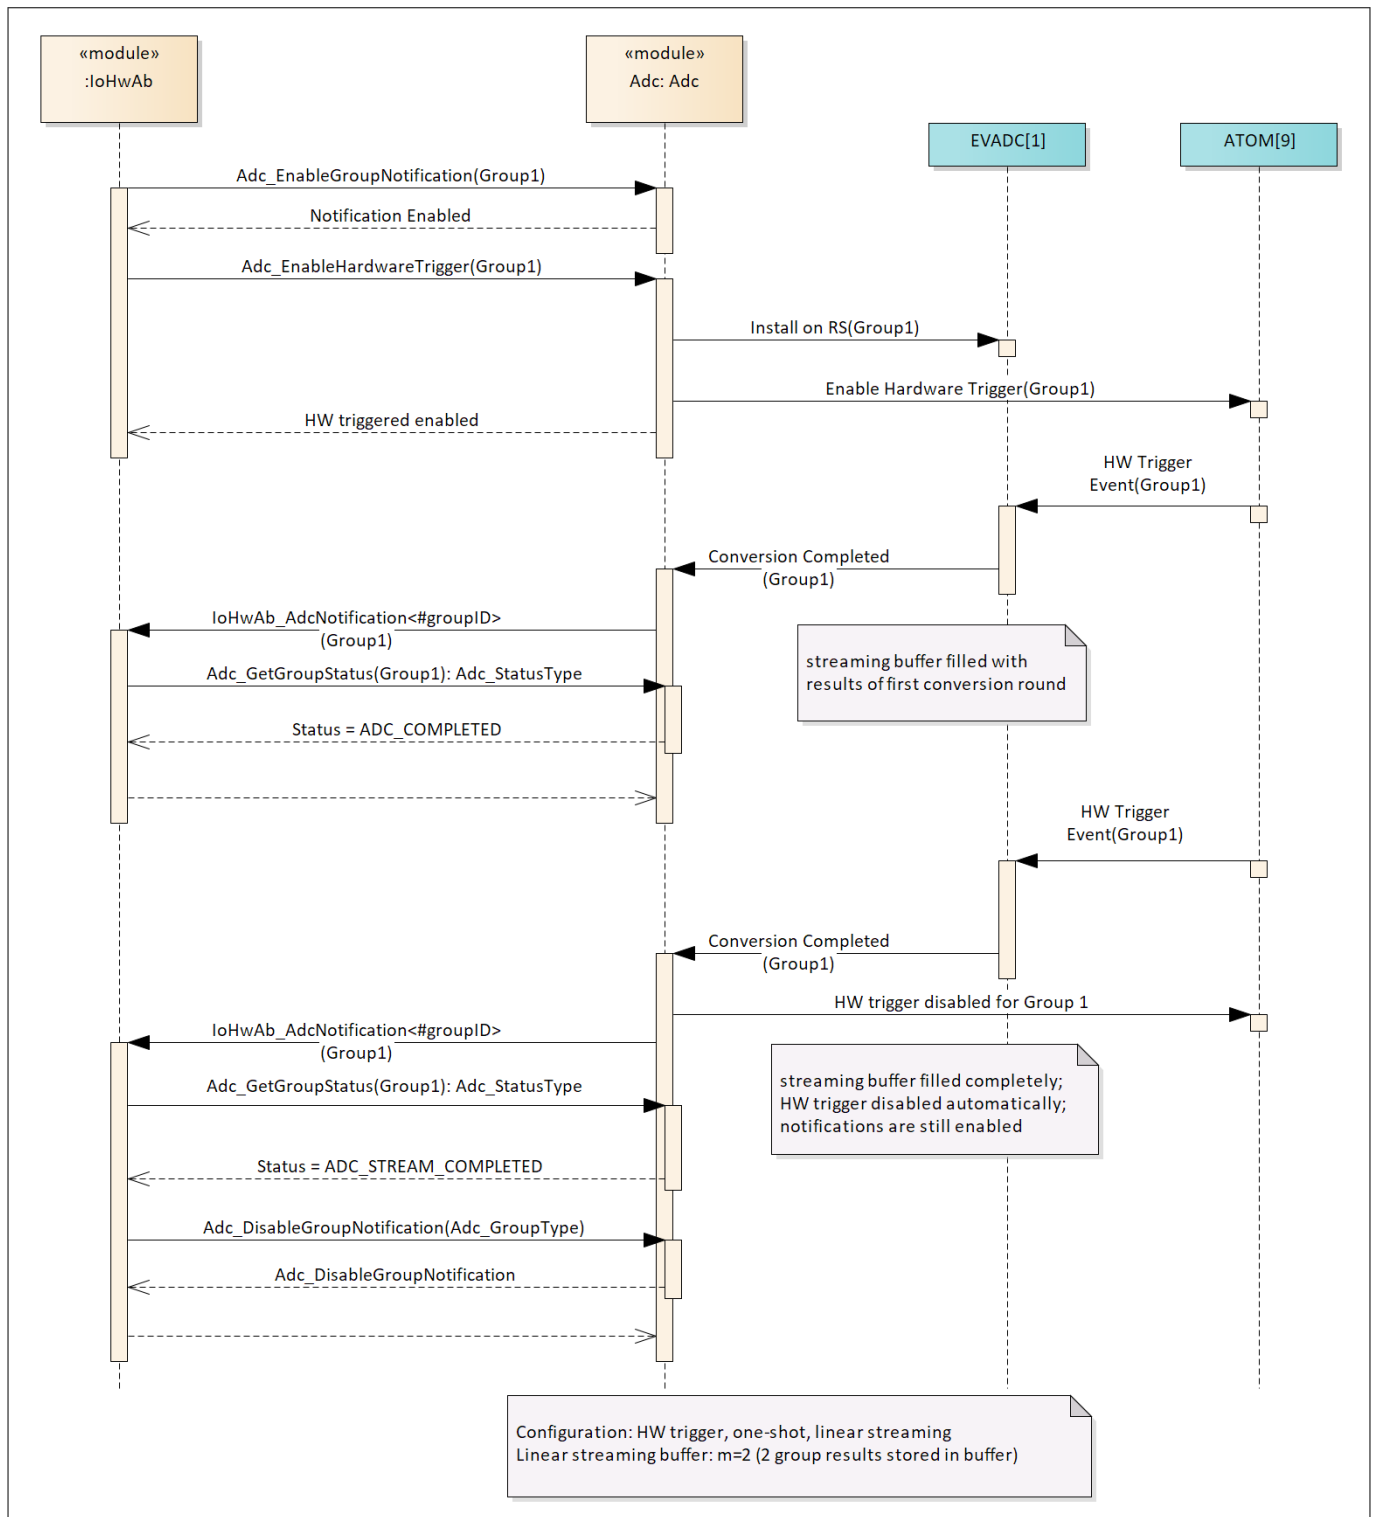 «module»
:IoHwAb
«module»
Adc: Adc
EVADC[1]
ATOM[9]
Adc_EnableGroupNotification(Group1)
Notification Enabled
Adc_EnableHardwareTrigger(Group1)
Install on RS(Group1)
Enable Hardware Trigger(Group1)
HW triggered enabled
HW Trigger
Event(Group1)
Conversion Completed
(Group1)
IoHwAb_AdcNotification<#groupID>
(Group1)
streaming buffer filled with
results of first conversion round
Adc_GetGroupStatus(Group1): Adc_StatusType
Status = ADC_COMPLETED
HW Trigger
Event(Group1)
Conversion Completed
(Group1)
HW trigger disabled for Group 1
IoHwAb_AdcNotification<#groupID>
(Group1)
streaming buffer filled completely;
HW trigger disabled automatically;
notifications are still enabled
Adc_GetGroupStatus(Group1): Adc_StatusType
Status = ADC_STREAM_COMPLETED
Adc_DisableGroupNotification(Adc_GroupType)
Adc_DisableGroupNotification
Configuration: HW trigger, one-shot, linear streaming
Linear streaming buffer: m=2 (2 group results stored in buffer)